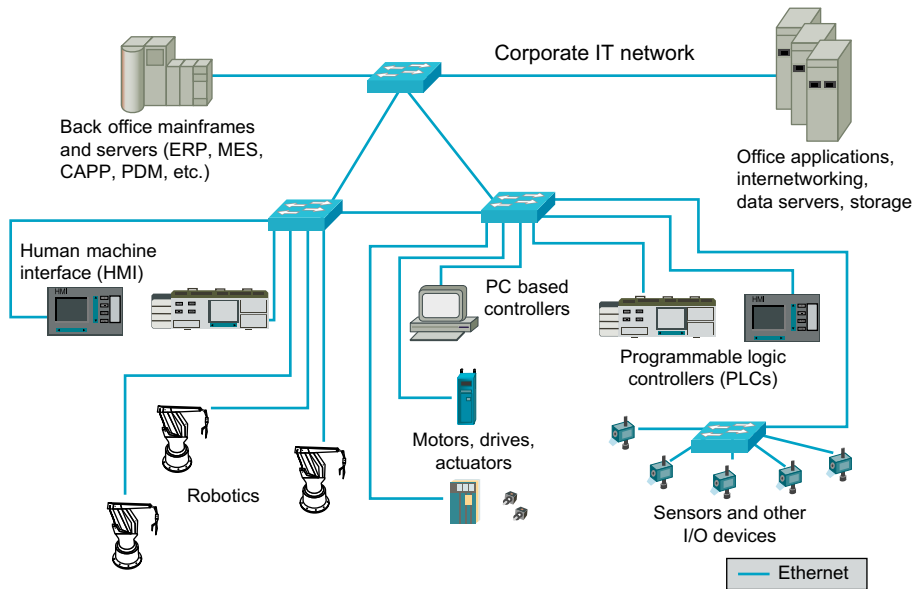 Corporate IT network
Back office mainframes
and servers (ERP, MES,
CAPP, PDM, etc.)
Office applications,
internetworking,
data servers, storage
Human machine
interface (HMI)
HMI
PC based
controllers
HMI
Programmable logic
controllers (PLCs)
Motors, drives,
actuators
Robotics
Sensors and other
I/O devices
Ethernet